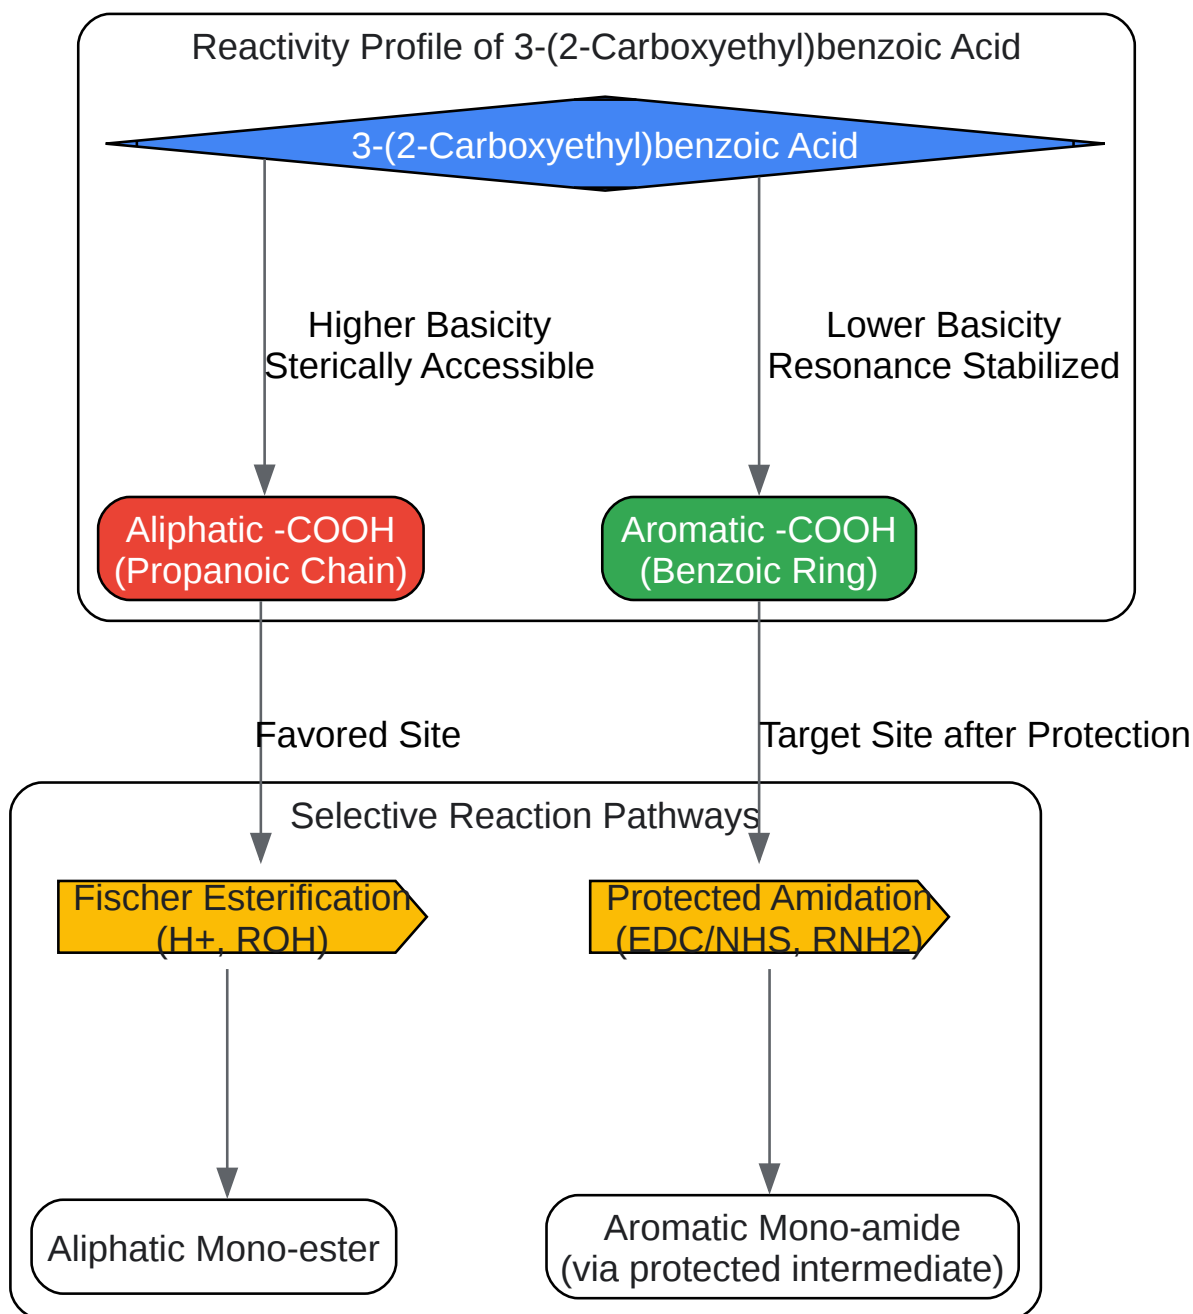 Reactivity Profile of 3-(2-Carboxyethyl)benzoic Acid
3-(2-Carboxyethyl)benzoic Acid
Higher Basicity
Sterically Accessible
Lower Basicity
Resonance Stabilized
Aliphatic -COOH
(Propanoic Chain)
Aromatic -COOH
(Benzoic Ring)
Favored Site
Target Site after Protection
Selective Reaction Pathways
Fischer Esterification
(H+, ROH)
Protected Amidation
(EDC/NHS, RNH2)
Aliphatic Mono-ester
Aromatic Mono-amide
(via protected intermediate)